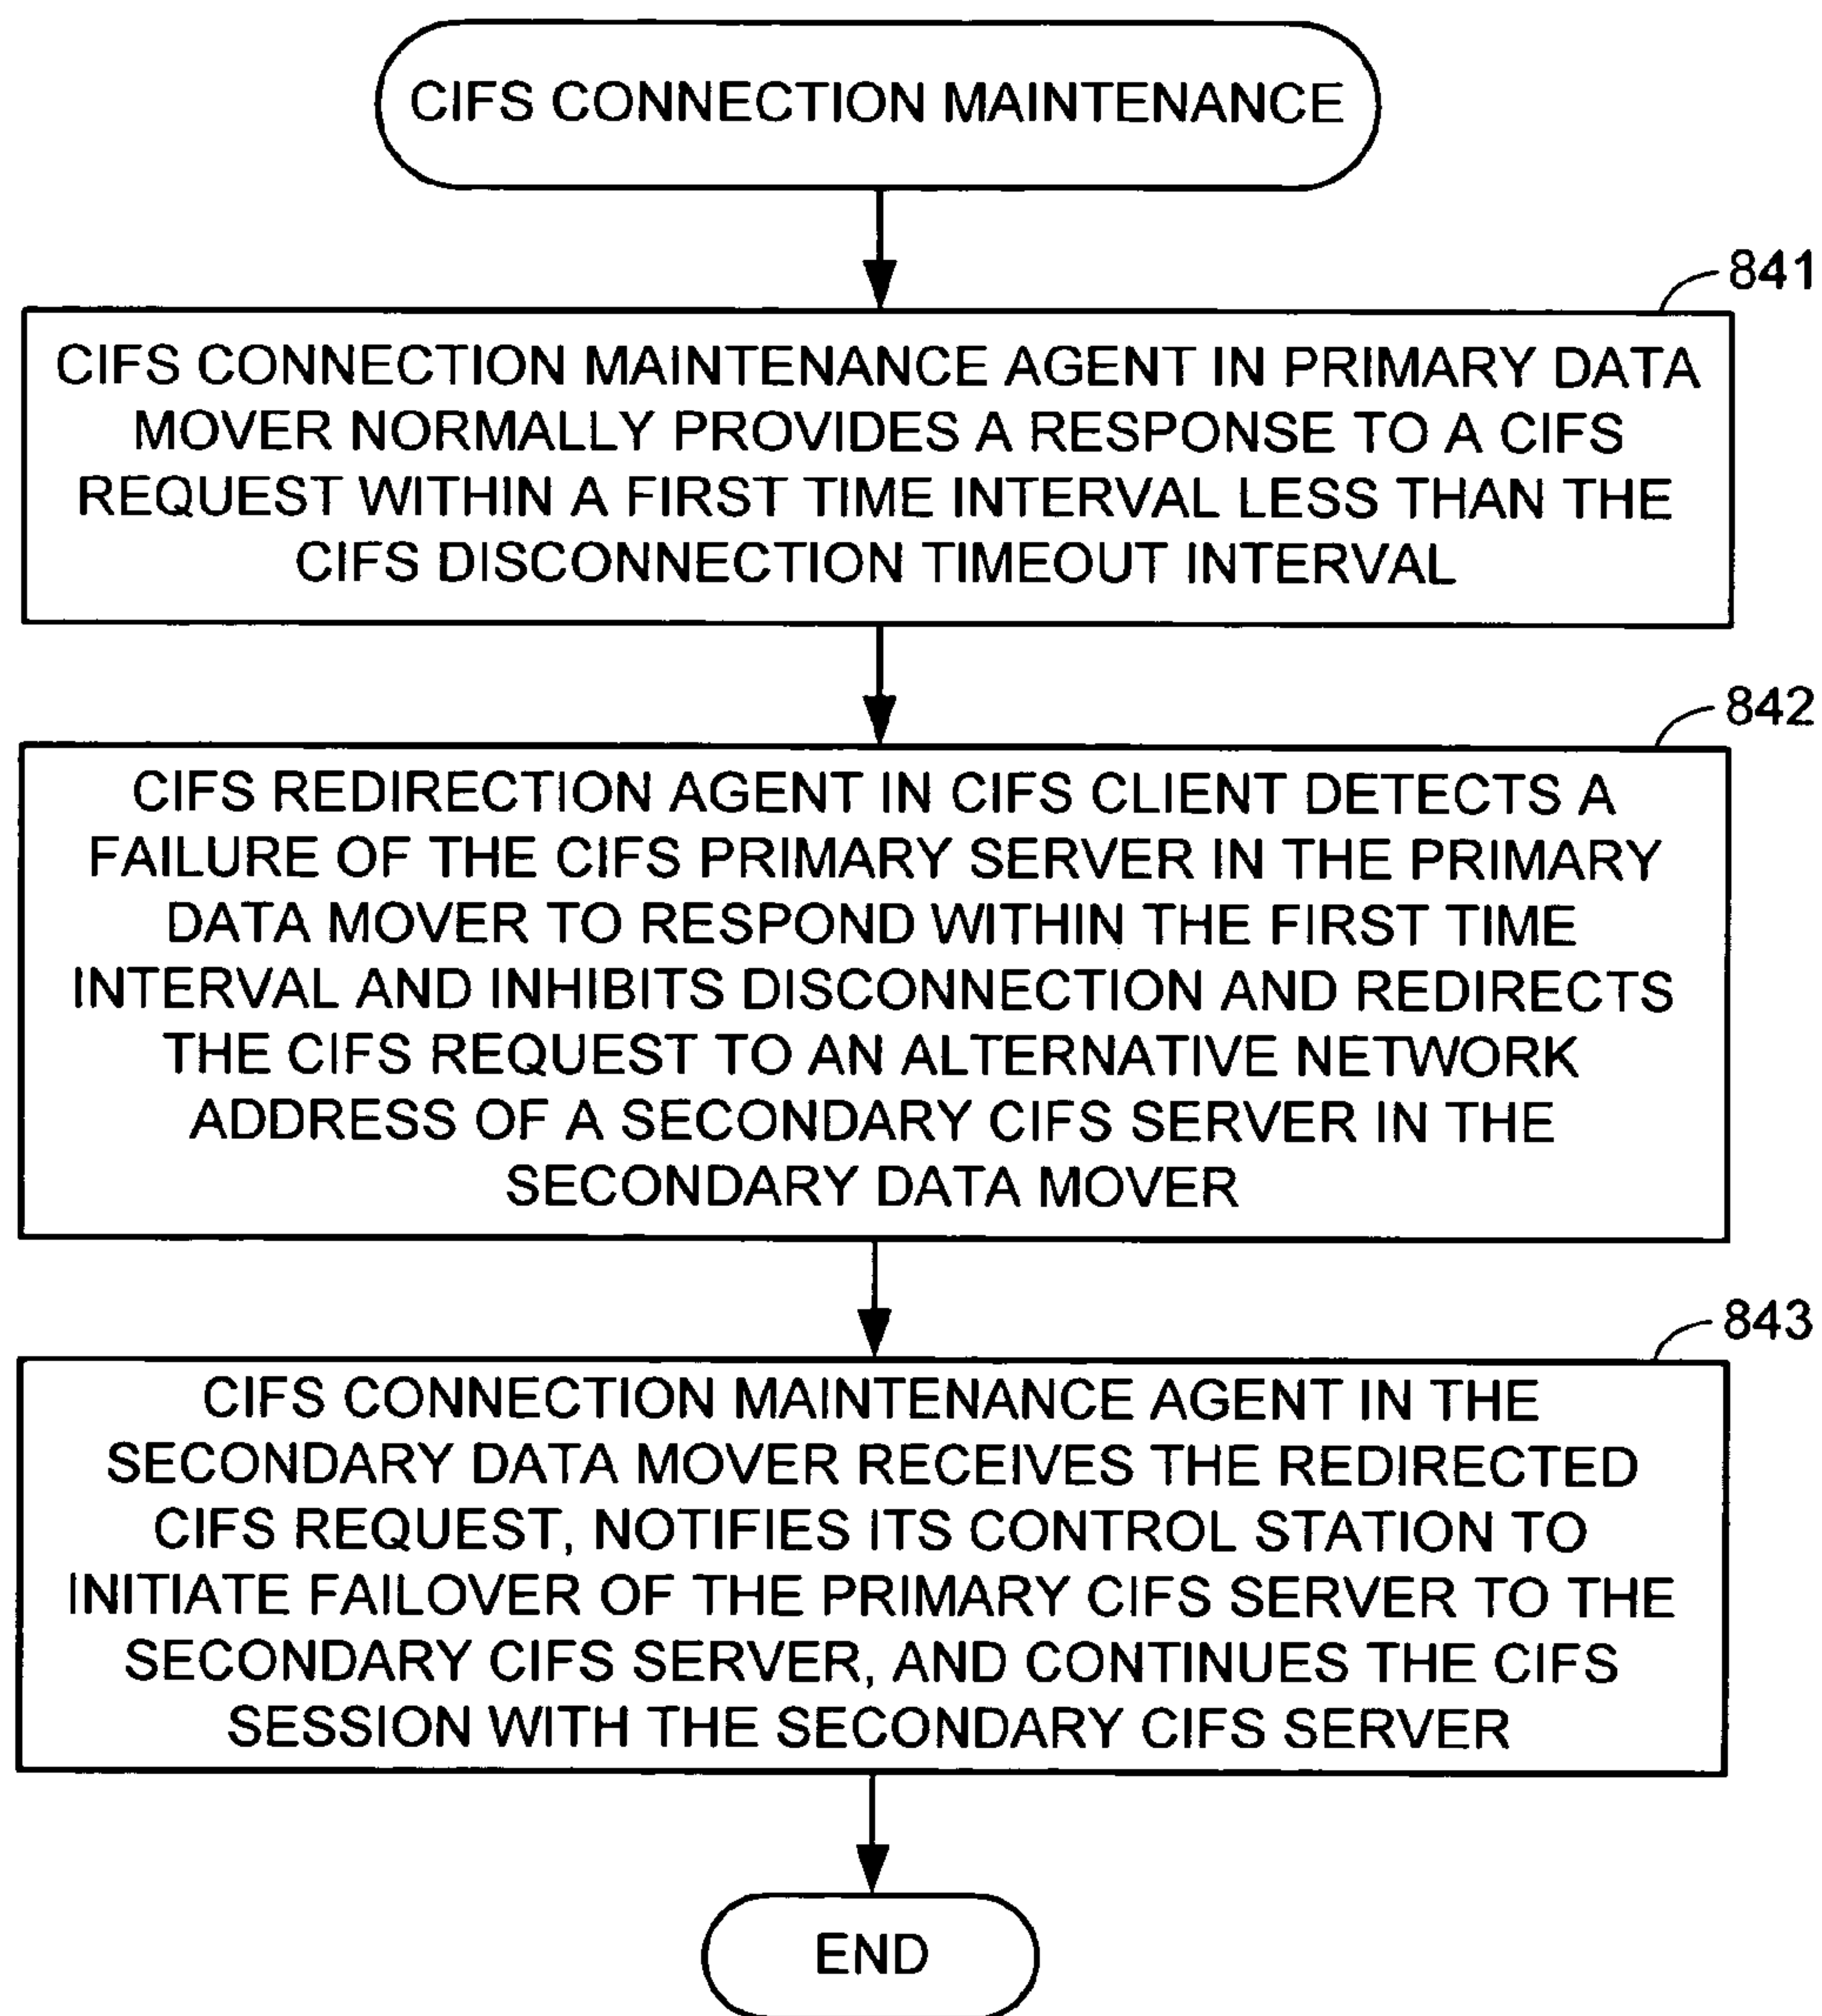 CIFS CONNECTION MAINTENANCE
841
CIFS CONNECTION MAINTENANCE AGENT IN PRIMARY DATA
MOVER NORMALLY PROVIDES A RESPONSE TO A CIFS
REQUEST WITHIN A FIRST TIME INTERVAL LESS THAN THE
CIFS DISCONNECTION TIMEOUT INTERVAL
842
CIFS REDIRECTION AGENT IN CIFS CLIENT DETECTS A
FAILURE OF THE CIFS PRIMARY SERVER IN THE PRIMARY
DATA MOVER TO RESPOND WITHIN THE FIRST TIME
INTERVAL AND INHIBITS DISCONNECTION AND REDIRECTS
THE CIFS REQUEST TO AN ALTERNATIVE NETWORK
ADDRESS OF A SECONDARY CIFS SERVER IN THE
SECONDARY DATA MOVER
843
CIFS CONNECTION MAINTENANCE AGENT IN THE
SECONDARY DATA MOVER RECEIVES THE REDIRECTED
CIFS REQUEST, NOTIFIES ITS CONTROL STATION TO
INITIATE FAILOVER OF THE PRIMARY CIFS SERVER TO THE
SECONDARY CIFS SERVER, AND CONTINUES THE CIFS
SESSION WITH THE SECONDARY CIFS SERVER
END